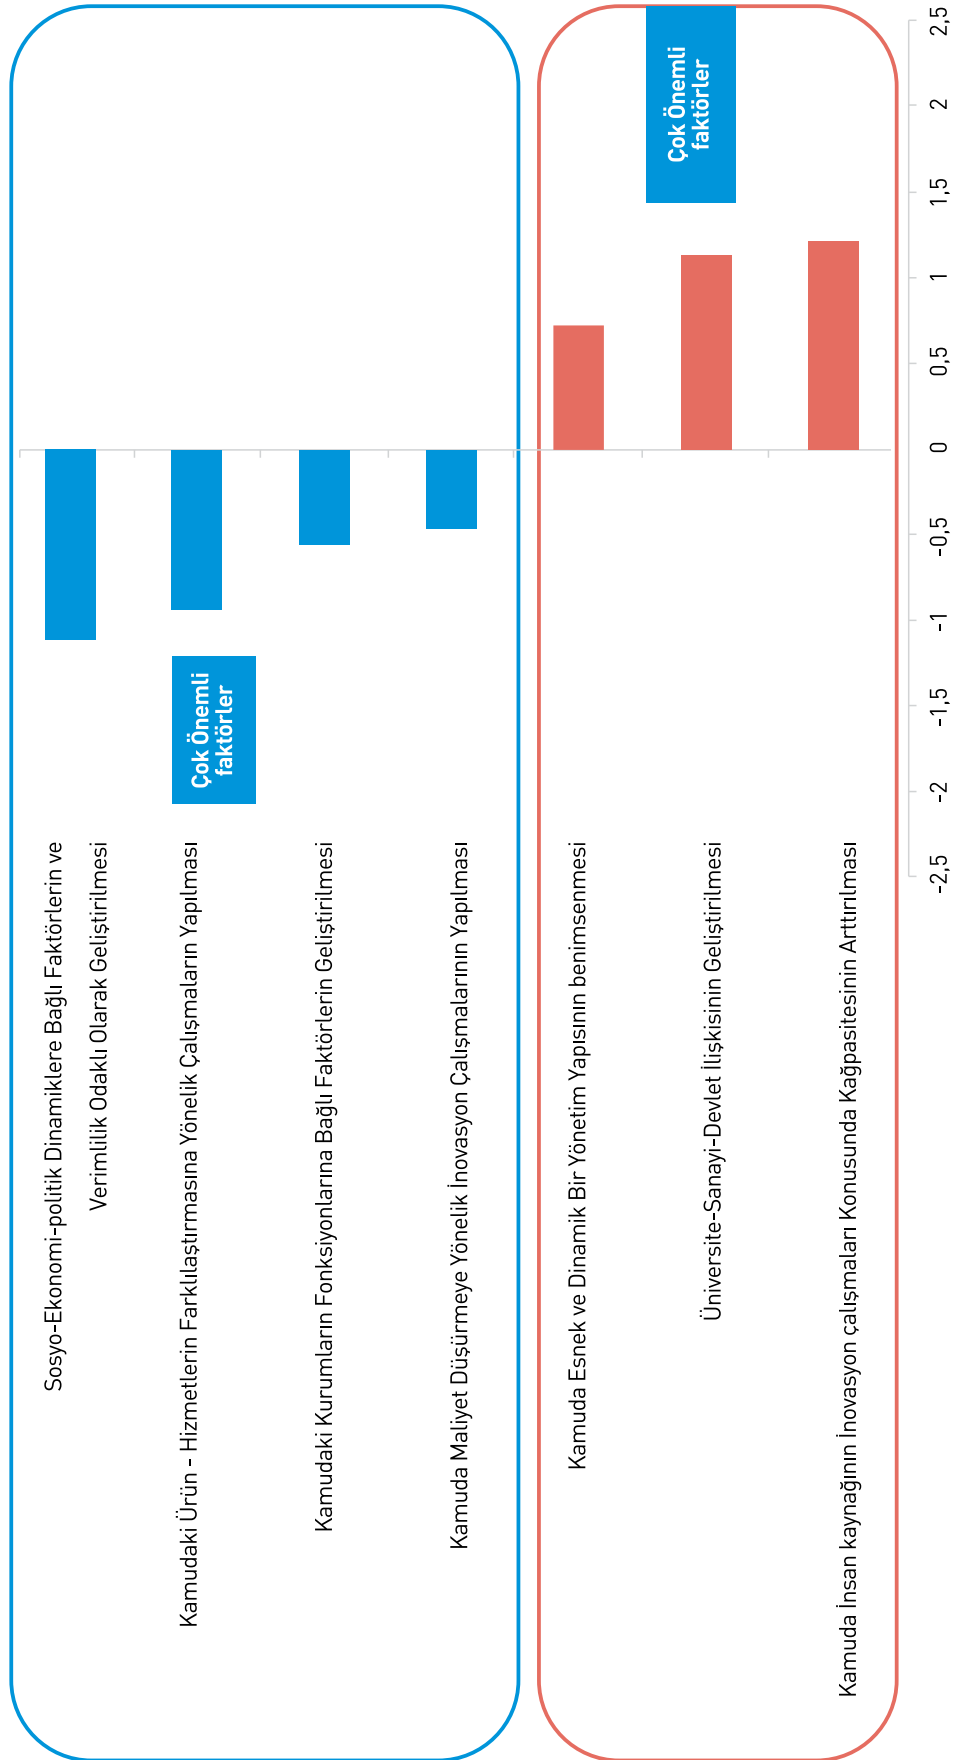 Sosyo-Ekonomi-politik Dinamiklere Bağlı Faktörlerin ve
Verimlilik Odaklı Olarak Geliştirilmesi
Kamudaki Ürün - Hizmetlerin Farklılaştırmasına Yönelik Çalışmaların Yapılması
Çok Önemli
faktörler
Kamudaki Kurumların Fonksiyonlarına Bağlı Faktörlerin Geliştirilmesi
Kamuda Maliyet Düşürmeye Yönelik İnovasyon Çalışmalarının Yapılması
Kamuda Esnek ve Dinamik Bir Yönetim Yapısının benimsenmesi
Üniversite-Sanayi-Devlet İlişkisinin Geliştirilmesi
Çok Önemli
faktörler
Kamuda İnsan kaynağının İnovasyon çalışmaları Konusunda Kağpasitesinin Arttırılması
-2,5
-2
-1,5
-1
-0,5
0
0,5
1
1,5
2
2,5